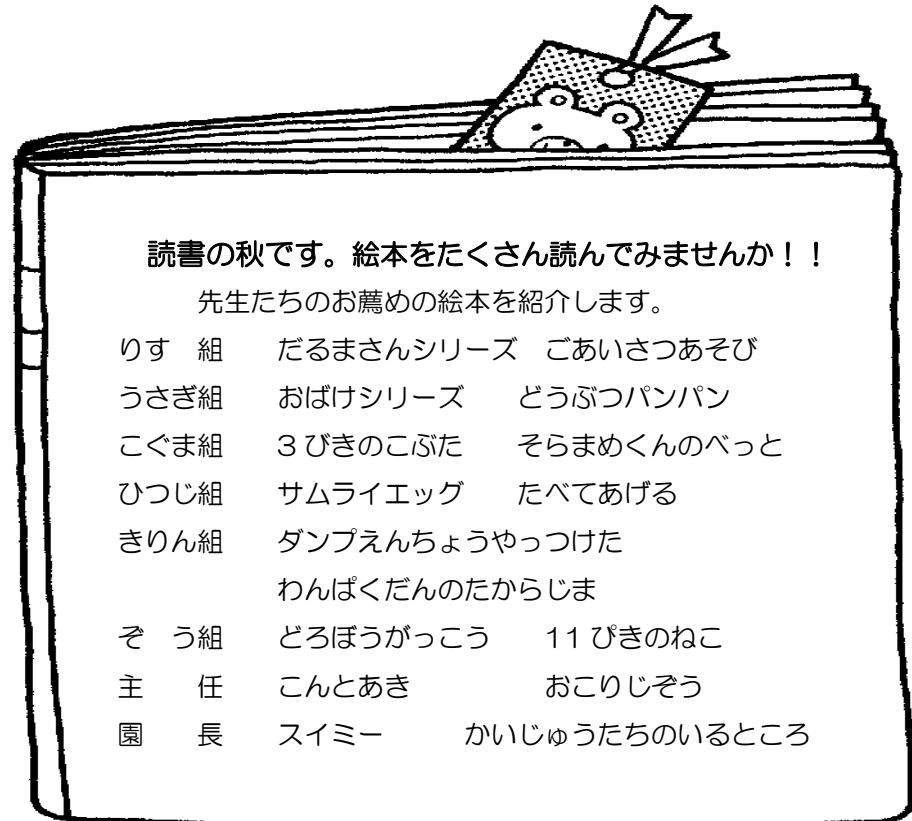 読書の秋です。絵本をたくさん読んでみませんか！！
先生たちのお薦めの絵本を紹介します。
りす　組　　だるまさんシリーズ　ごあいさつあそび
うさぎ組　　おばけシリーズ　　どうぶつパンパン
こぐま組　　3びきのこぶた　　そらまめくんのべっと
ひつじ組　　サムライエッグ　　たべてあげる
きりん組　　ダンプえんちょうやっつけた
わんぱくだんのたからじま
ぞ　う組　　どろぼうがっこう　　11ぴきのねこ
主　　任　　こんとあき　　　　　おこりじぞう
園　　長　　スイミー　　　かいじゅうたちのいるところ